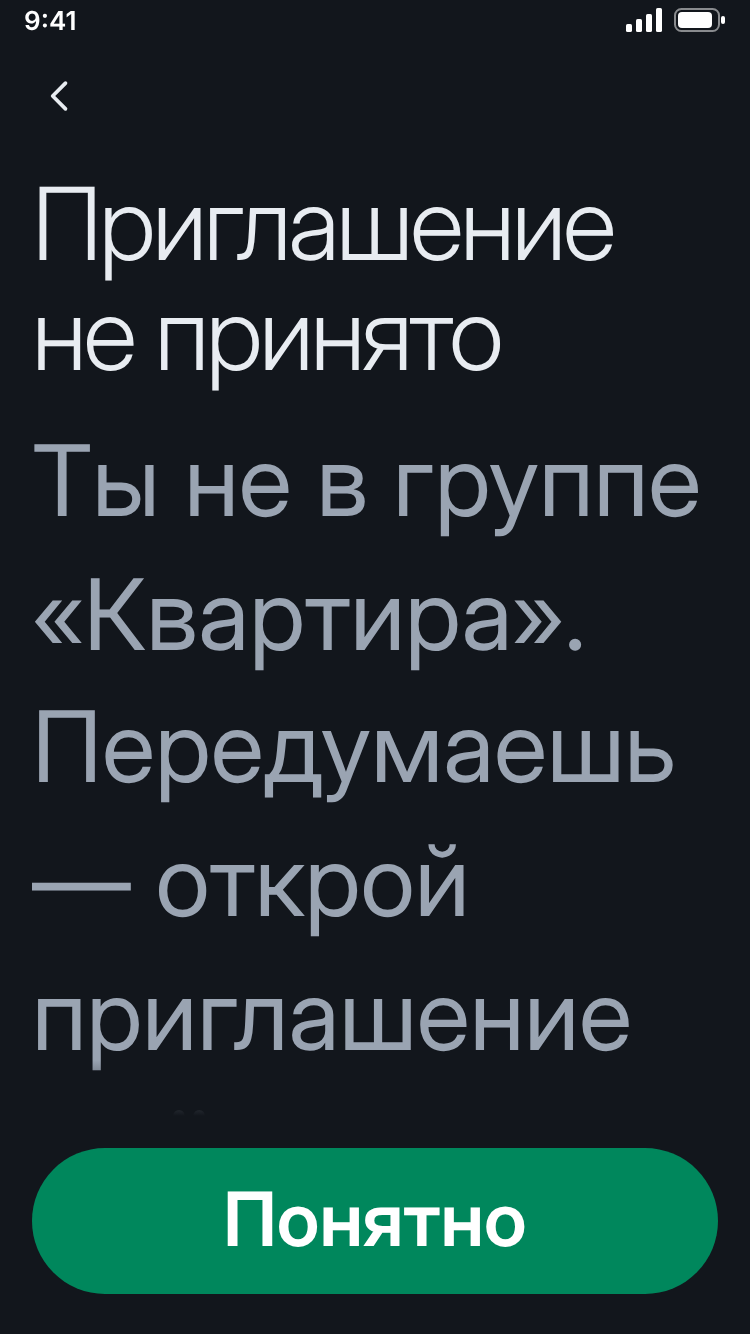 9:41
Приглашение
не принято
Ты не в группе
«Квартира».
Передумаешь
— открой
приглашение
Понятно